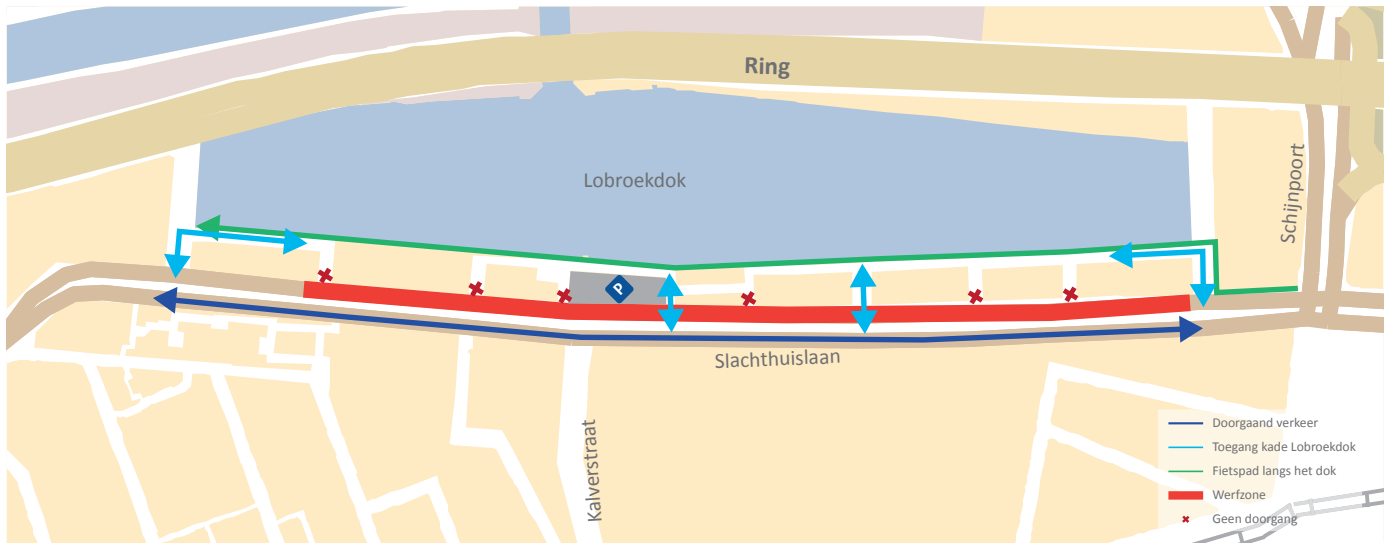 Ring
Lobroekdok
Schijnpoort
P
Slachthuislaan
Kalverstraat
Doorgaand verkeer
Toegang kade Lobroekdok
Fietspad langs het dok
Werfzone
Geen doorgang